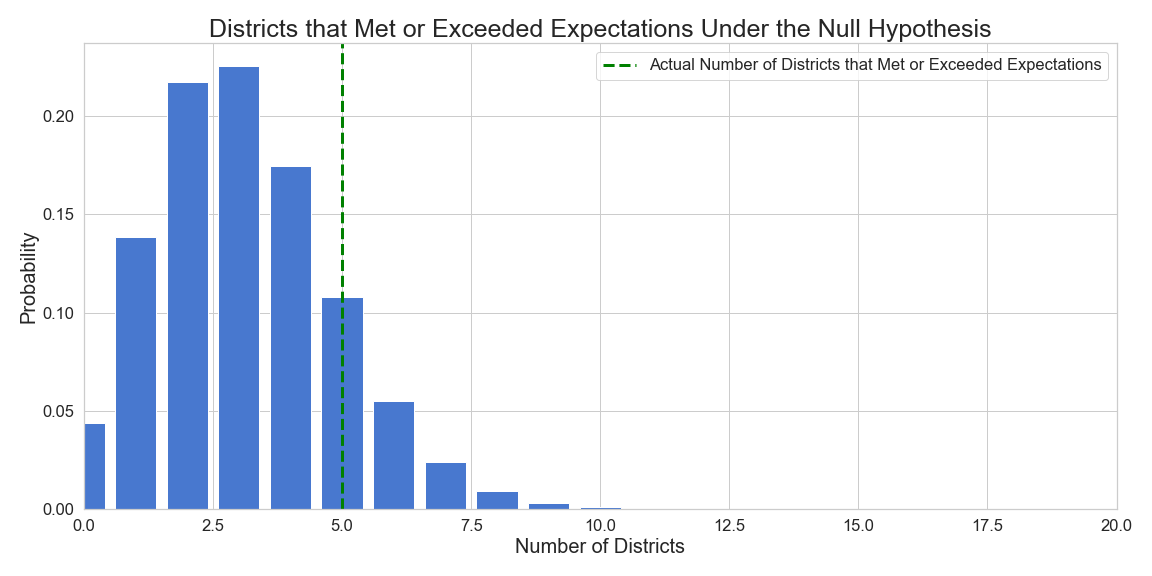 Districts that Met or Exceeded Expectations Under the Null Hypothesis
Actual Number of Districts that Met or Exceeded Expectations
Probability
0.20
0.15
0.10
0.05
0.00
0.0 2.5 5.0 7.5 10.0 12.5 15.0 17.5 20.0
Number of Districts